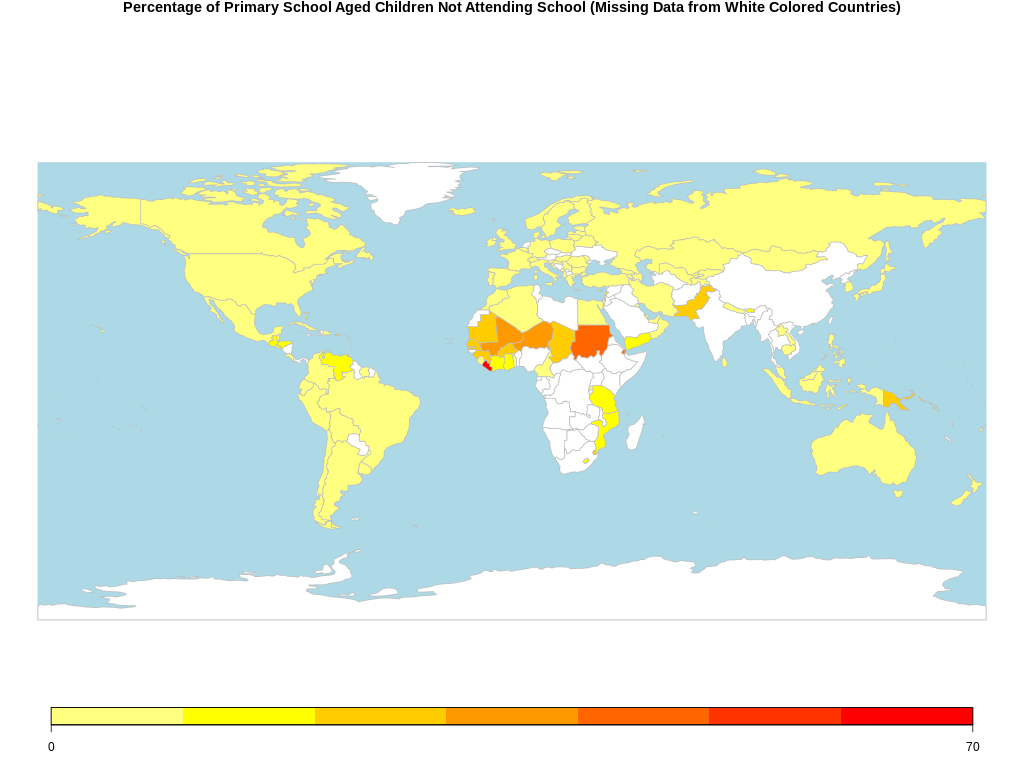 Percentage of Primary School Aged Children Not Attending School (Missing Data from White Colored Countries)
0
70